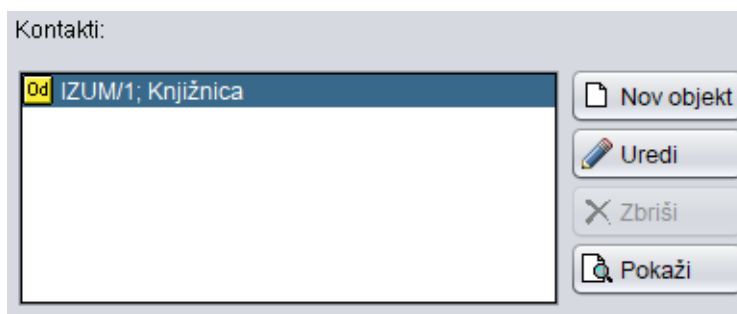 Kontakti:
Od IZUM/1; Knjižnica
Nov objekt
Uredi
Zbriši
Pokaži